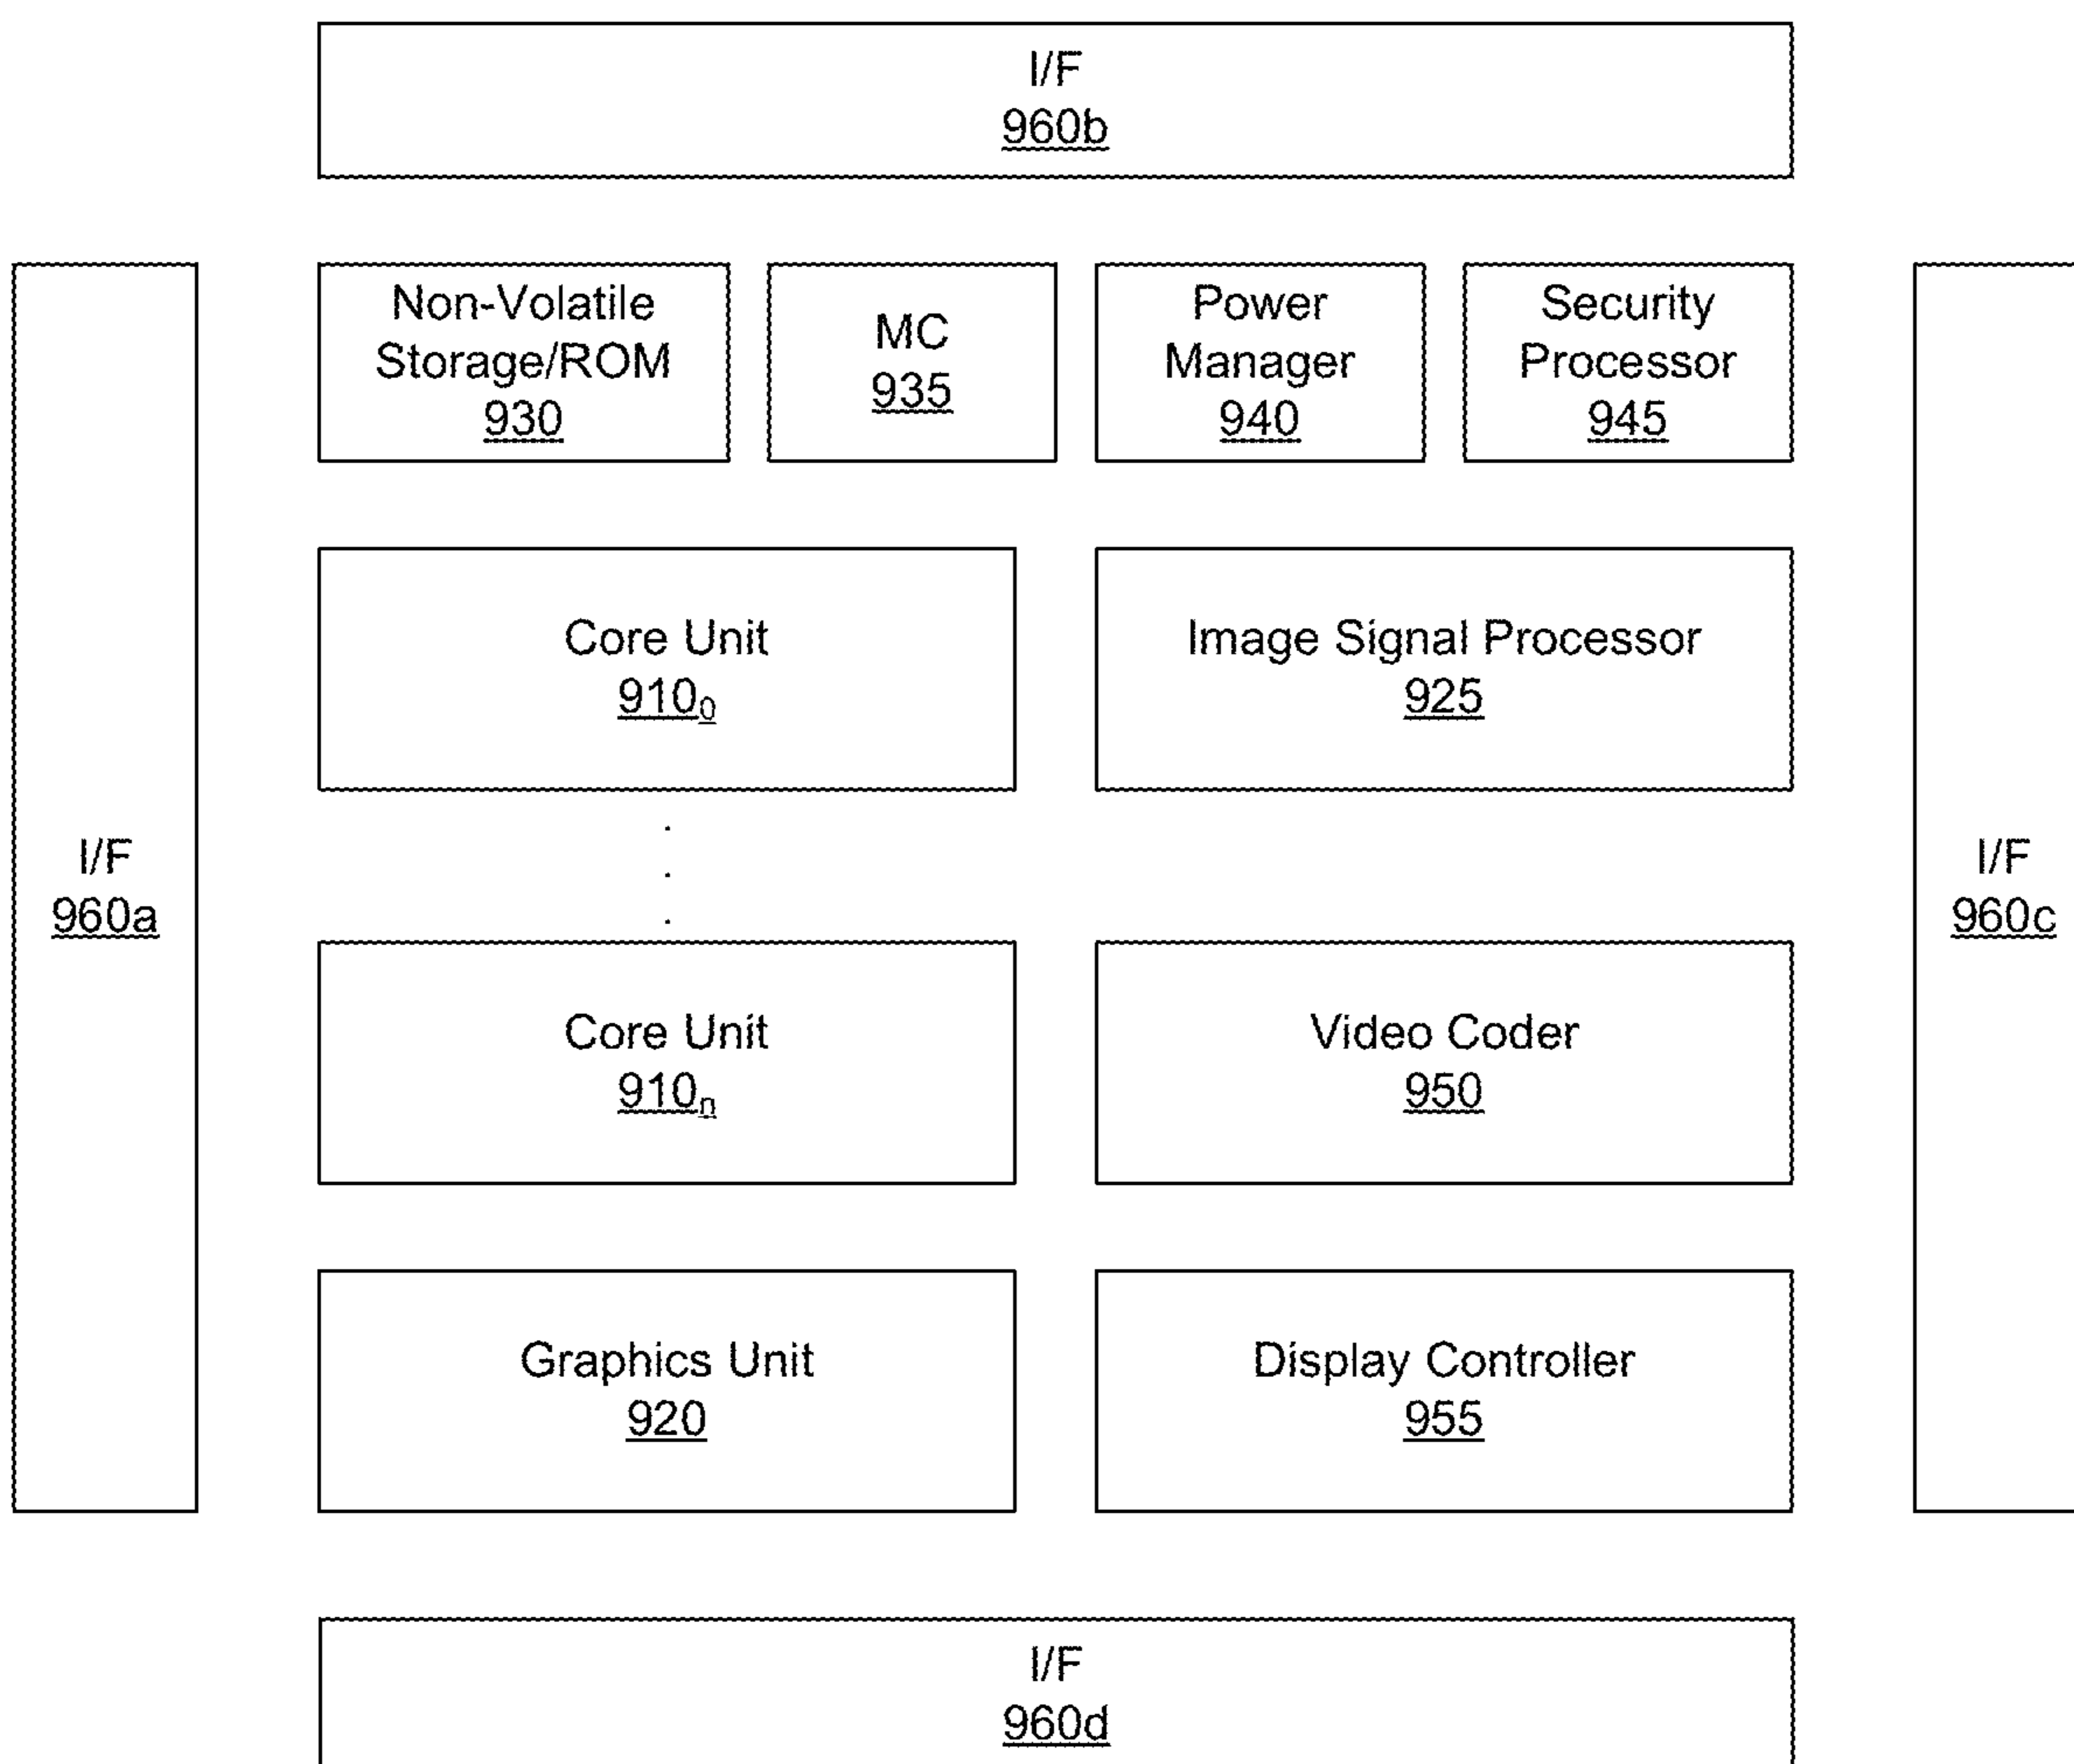 I/F
960b
Non-Volatile
Storage/ROM
930
MC
935
Power
Manager
940
Security
Processor
945
Core Unit
910₀
Image Signal Processor
925
I/F
960a
I/F
960c
Core Unit
910ₙ
Video Coder
950
Graphics Unit
920
Display Controller
955
I/F
960d